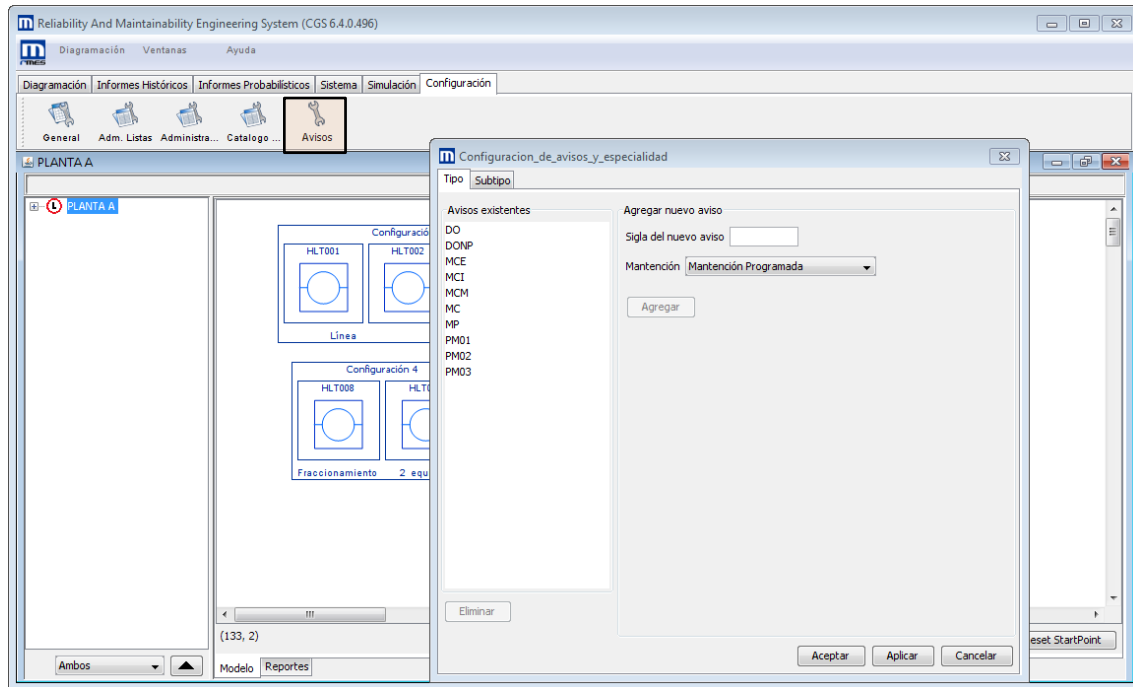 Reliability And Maintainability Engineering System (CGS 6.4.0.496)
rmes
Diagramación Ventanas Ayuda
Diagramación Informes Históricos Informes Probabilísticos Sistema Simulación Configuración
General Adm. Listas Administra... Catalogo ... Avisos
PLANTA A
PLANTA A
Configuració
HLT001 HLT002
Línea
Configuración 4
HLT008
Fraccionamiento 2 equ
(133, 2)
Ambos
Modelo Reportes
eset StartPoint
Configuracion_de_avisos_y_especialidad
Tipo Subtipo
Avisos existentes
DO
DONP
MCE
MCI
MCM
MC
MP
PM01
PM02
PM03
Eliminar
Agregar nuevo aviso
Sigla del nuevo aviso
Mantención Mantención Programada
Agregar
Aceptar Aplicar Cancelar